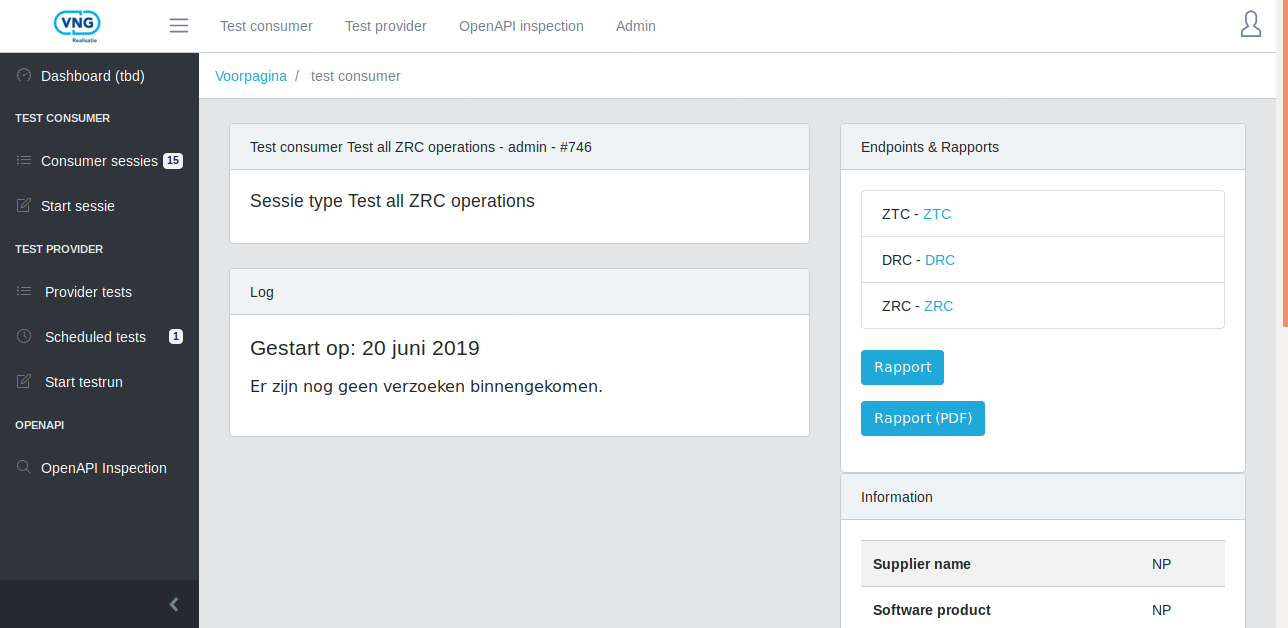 VNG
Realisatie
Test consumer
Test provider
OpenAPI inspection
Admin
Dashboard (tbd)
TEST CONSUMER
Consumer sessies 15
Start sessie
TEST PROVIDER
Provider tests
Scheduled tests 1
Start testrun
OPENAPI
OpenAPI Inspection
Voorpagina / test consumer
Test consumer Test all ZRC operations - admin - #746
Sessie type Test all ZRC operations
Log
Gestart op: 20 juni 2019
Er zijn nog geen verzoeken binnengekomen.
Endpoints & Rapports
ZTC - ZTC
DRC - DRC
ZRC - ZRC
Rapport
Rapport (PDF)
Information
Supplier name NP
Software product NP